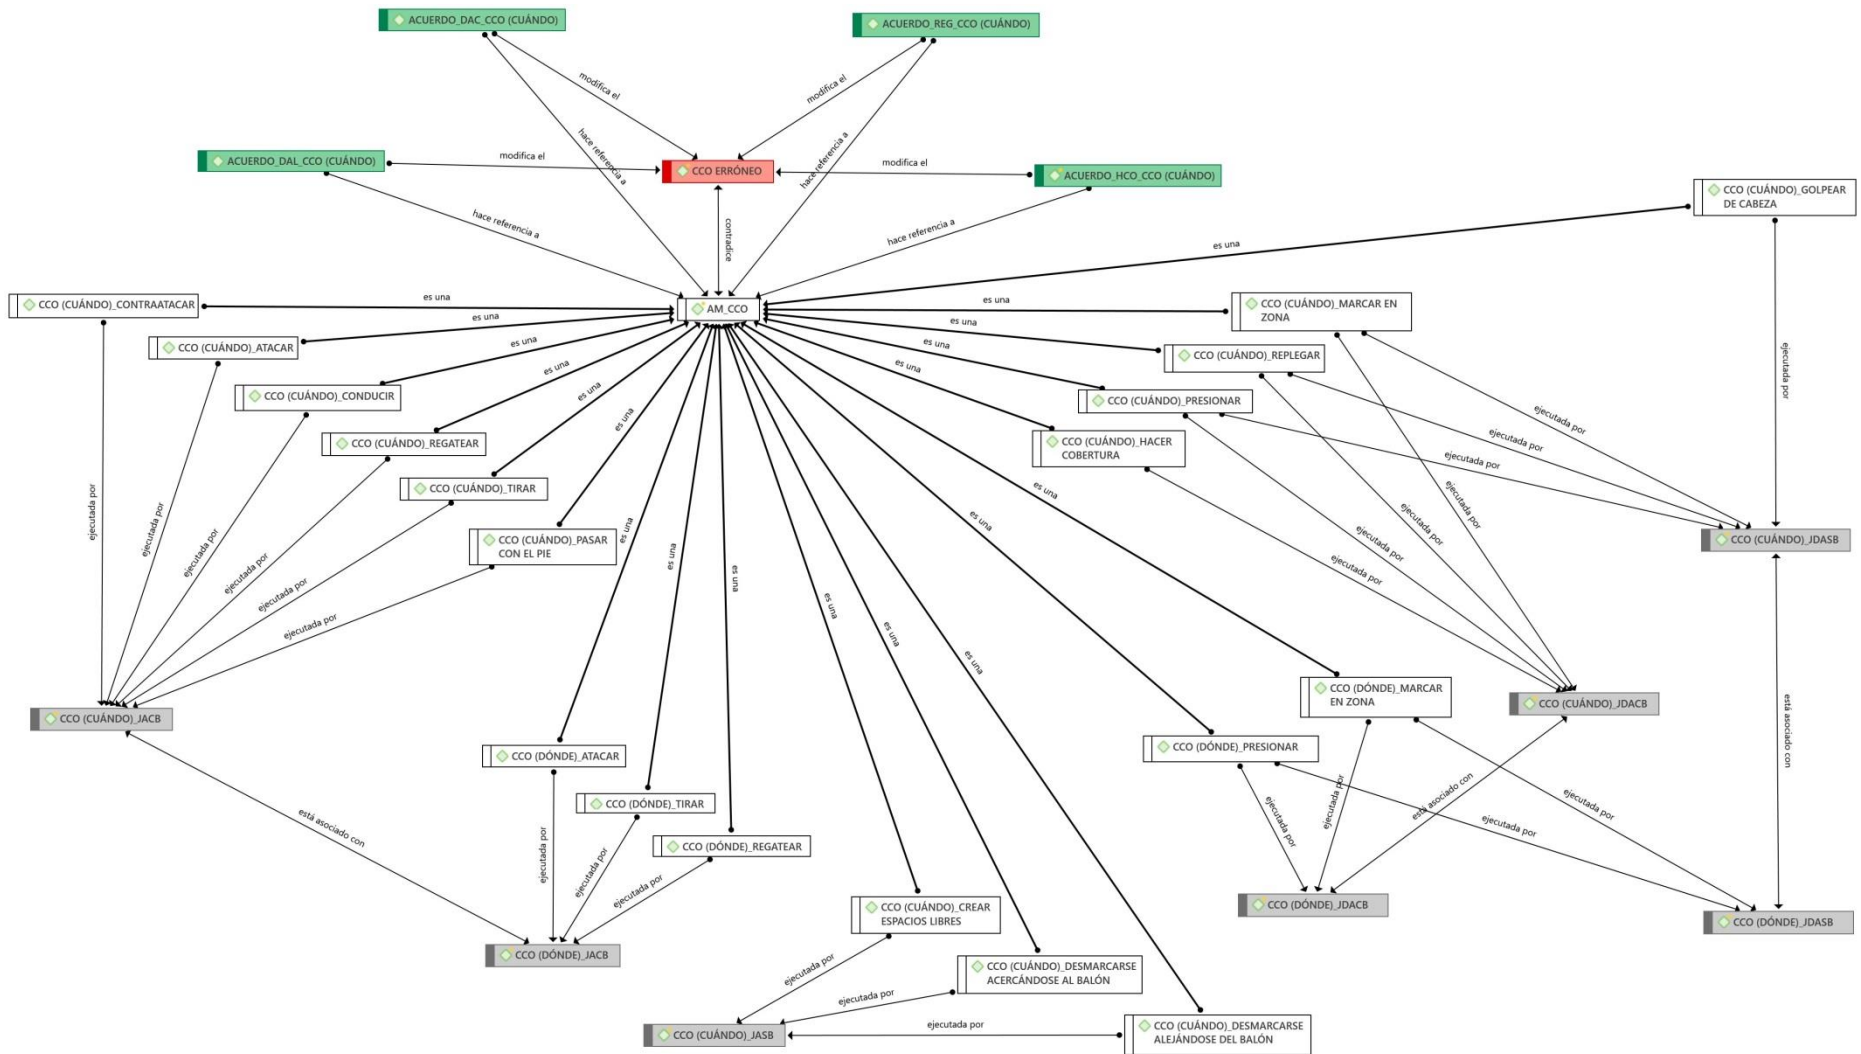 ACUERDO_DAC_CCO (CUÁNDO)
ACUERDO_REG_CCO (CUÁNDO)
modifica el
modifica el
hace referencia a
hace referencia a
ACUERDO_DAL_CCO (CUÁNDO)
modifica el
CCO ERRÓNEO
modifica el
ACUERDO_HCO_CCO (CUÁNDO)
CCO (CUÁNDO)_GOLPEAR
DE CABEZA
hace referencia a
contradice
hace referencia a
es una
CCO (CUÁNDO)_CONTRAATACAR
es una
AM_CCO
es una
CCO (CUÁNDO)_MARCAR EN
ZONA
es una
es una
CCO (CUÁNDO)_ATACAR
es una
es una
CCO (CUÁNDO)_REPLEGAR
es una
es una
CCO (CUÁNDO)_CONDUCIR
es una
CCO (CUÁNDO)_PRESIONAR
ejecutada por
es una
CCO (CUÁNDO)_REGATEAR
CCO (CUÁNDO)_HACER
COBERTURA
ejecutada por
ejecutada por
ejecutada por
CCO (CUÁNDO)_TIRAR
es una
ejecutada por
ejecutada por
ejecutada por
ejecutada por
es una
es una
CCO (CUÁNDO)_PASAR
CON EL PIE
ejecutada por
ejecutada por
CCO (CUÁNDO)_JDASB
ejecutada por
es una
ejecutada por
ejecutada por
es una
es una
es una
es una
ejecutada por
ejecutada por
está asociado con
CCO (CUÁNDO)_JACB
CCO (DÓNDE)_MARCAR
EN ZONA
CCO (CUÁNDO)_JDACB
CCO (DÓNDE)_ATACAR
CCO (DÓNDE)_PRESIONAR
CCO (DÓNDE)_TIRAR
está asociado con
ejecutada por
ejecutada por
está asociado con
ejecutada por
ejecutada por
CCO (DÓNDE)_REGATEAR
ejecutada por
ejecutada por
ejecutada por
CCO (CUÁNDO)_CREAR
ESPACIOS LIBRES
CCO (DÓNDE)_JDACB
CCO (DÓNDE)_JDASB
CCO (DÓNDE)_JACB
ejecutada por
CCO (CUÁNDO)_DESMARCARSE
ACERCÁNDOSE AL BALÓN
ejecutada por
CCO (CUÁNDO)_JASB
ejecutada por
CCO (CUÁNDO)_DESMARCARSE
ALEJÁNDOSE DEL BALÓN